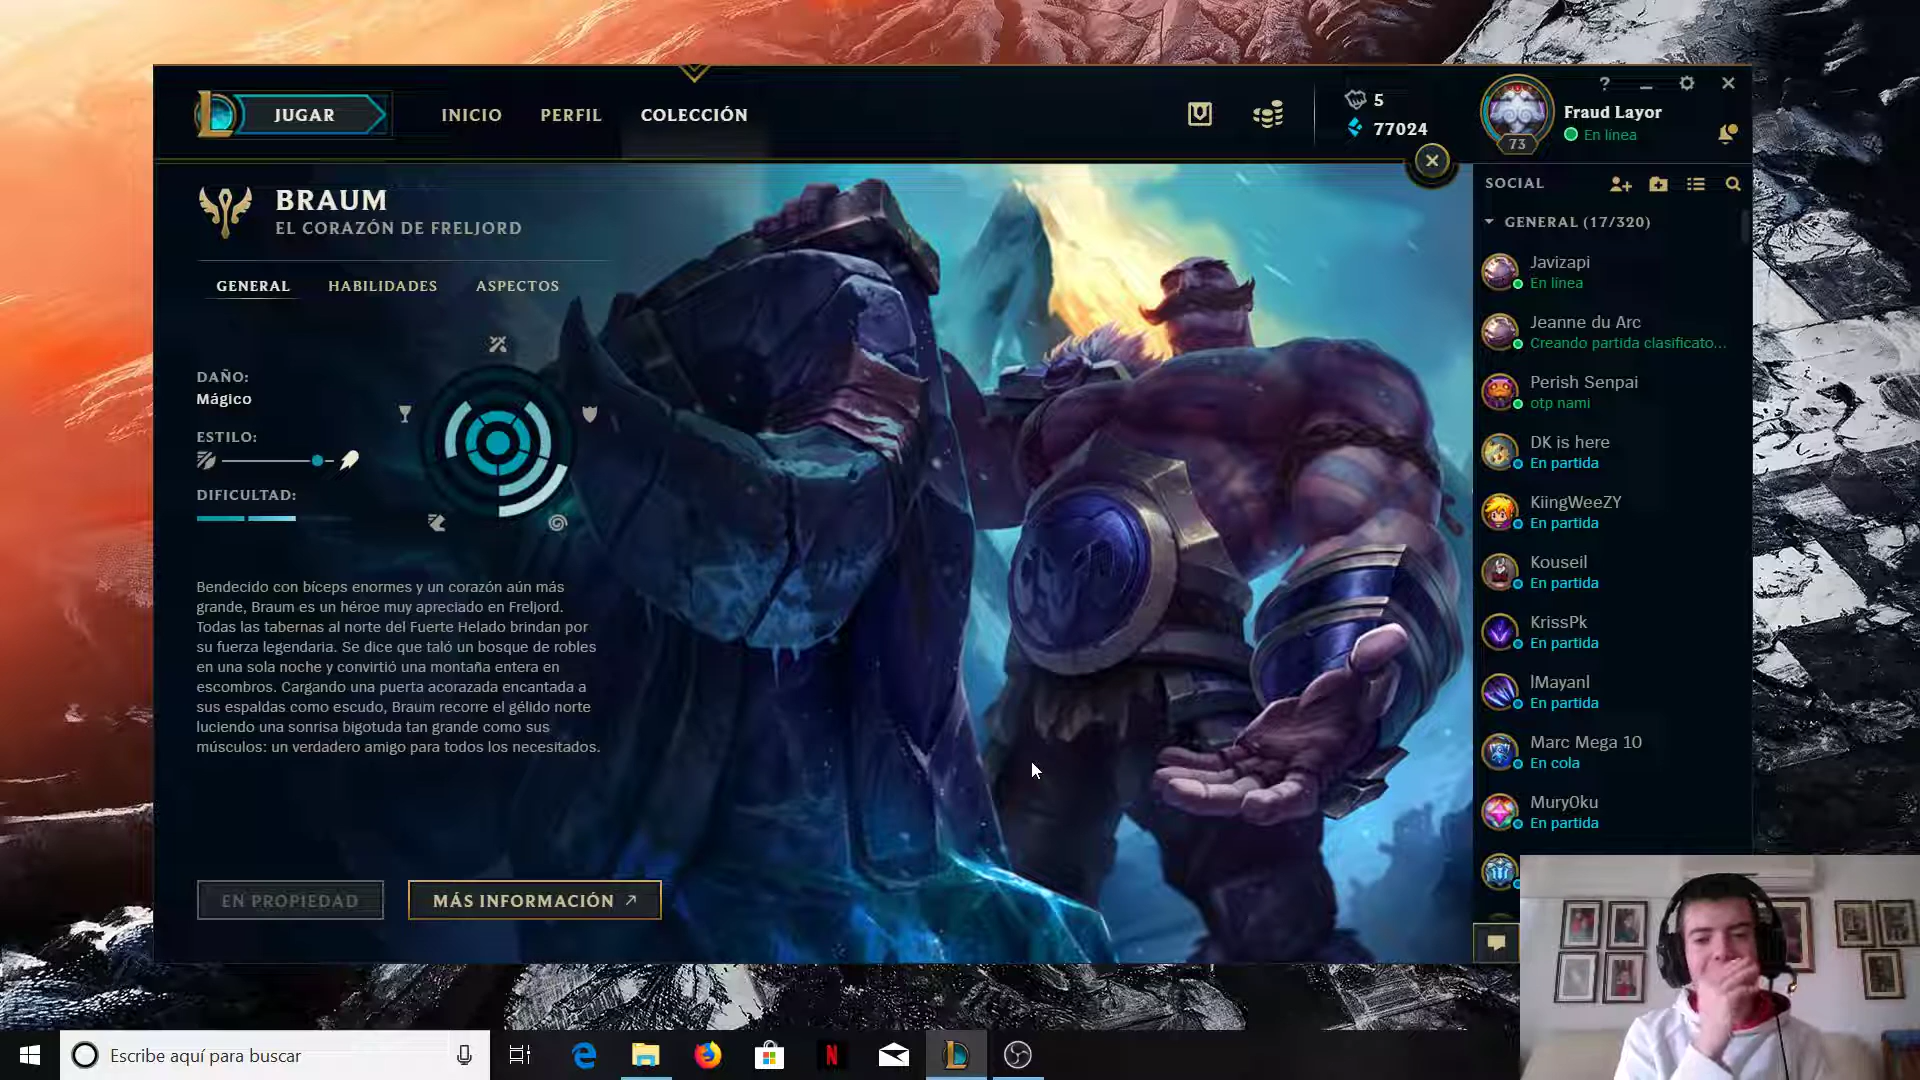 JUGAR
INICIO
PERFIL
COLECCIÓN
5
77024
73
Fraud Layor
En línea
?
BRAUM
EL CORAZÓN DE FRELJORD
GENERAL
HABILIDADES
ASPECTOS
DAÑO:
Mágico
ESTILO:
DIFICULTAD:
Bendecido con bíceps enormes y un corazón aún más
grande, Braum es un héroe muy apreciado en Freljord.
Todas las tabernas al norte del Fuerte Helado brindan por
su fuerza legendaria. Se dice que taló un bosque de robles
en una sola noche y convirtió una montaña entera en
escombros. Cargando una puerta acorazada encantada a
sus espaldas como escudo, Braum recorre el gélido norte
luciendo una sonrisa bigotuda tan grande como sus
músculos: un verdadero amigo para todos los necesitados.
EN PROPIEDAD
MÁS INFORMACIÓN
SOCIAL
GENERAL (17/320)
Javizapi
En línea
Jeanne du Arc
Creando partida clasificato...
Perish Senpai
otp nami
DK is here
En partida
KiingWeeZY
En partida
Kouseil
En partida
KrissPk
En partida
lMayanl
En partida
Marc Mega 10
En cola
Mury0ku
En partida
Escribe aquí para buscar